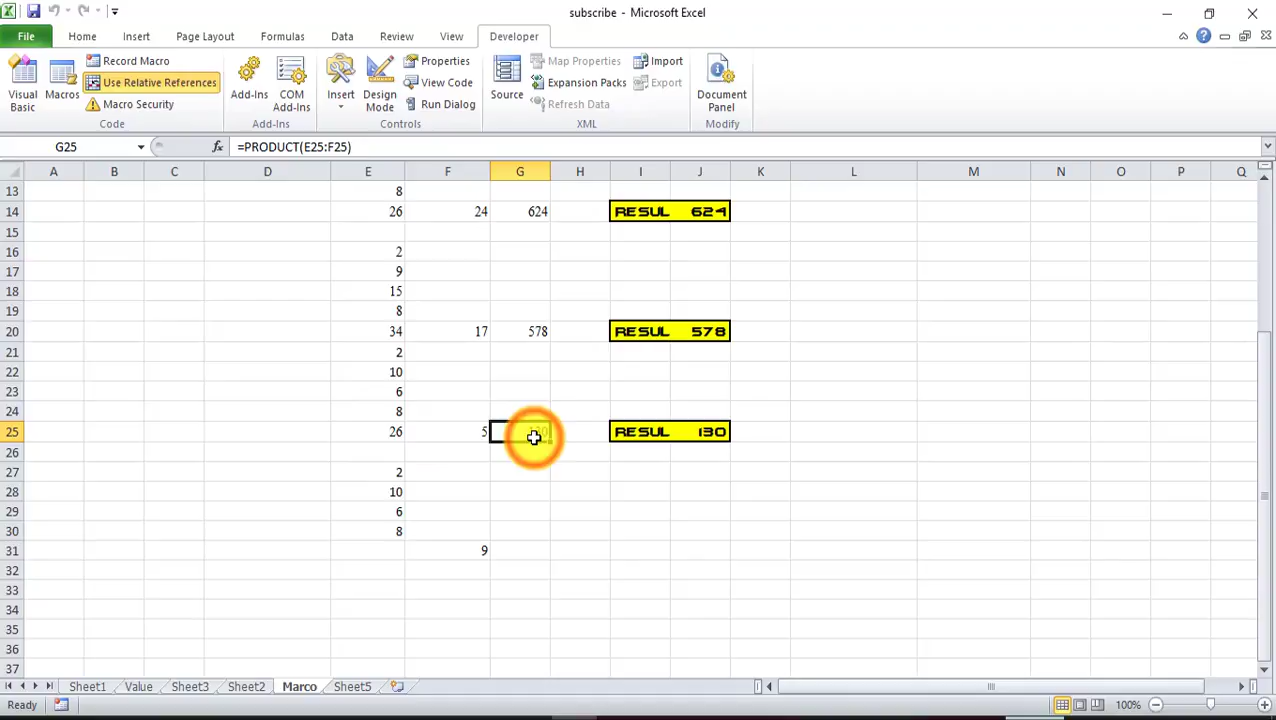 subscribe - Microsoft Excel
File Home Insert Page Layout Formulas Data Review View Developer
Visual Basic
Macros
Record Macro
Use Relative References
Macro Security
Code
Add-Ins
COM Add-Ins
Add-Ins
Insert
Design Mode
Properties
View Code
Run Dialog
Controls
Source
Map Properties
Expansion Packs
Refresh Data
Import
Export
XML
Document Panel
Modify
G25 fx =PRODUCT(E25:F25)
A B C D E F G H I J K L M N O P Q
13 8
14 26 24 624 RESUL 624
15
16 2
17 9
18 15
19 8
20 34 17 578 RESUL 578
21 2
22 10
23 6
24 8
25 26 5 130 RESUL 130
26
27 2
28 10
29 6
30 8
31 9
32
33
34
35
36
37
Sheet1 Value Sheet3 Sheet2 Marco Sheet5
Ready 100%